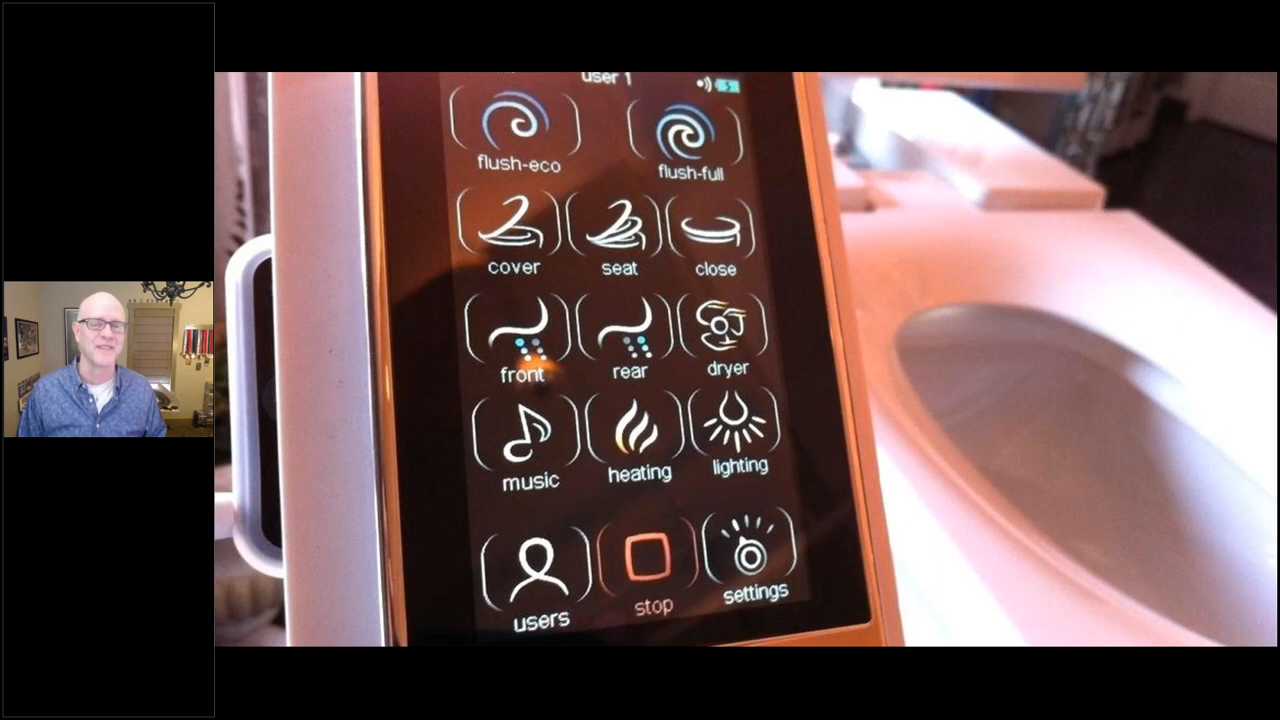 user 1
flush-eco flush-full
cover seat close
front rear dryer
music heating lighting
users stop settings